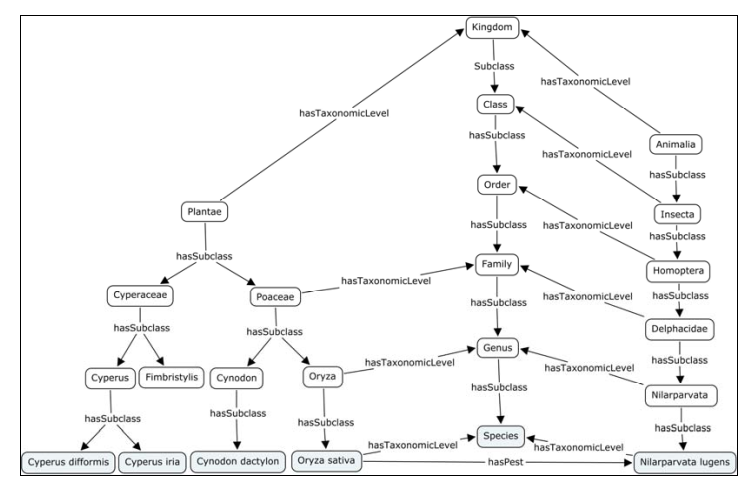 Kingdom
Subclass
hasTaxonomicLevel
hasTaxonomicLevel
Class
hasSubclass
Animalia
hasTaxonomicLevel
hasSubclass
Order
Plantae
Insecta
hasSubclass
hasTaxonomicLevel
hasSubclass
hasSubclass
Family
Homoptera
hasTaxonomicLevel
Cyperaceae
Poaceae
hasSubclass
hasTaxonomicLevel
hasSubclass
hasSubclass
hasSubclass
Delphacidae
Genus
hasTaxonomicLevel
hasSubclass
hasTaxonomicLevel
Cyperus
Fimbristylis
Cynodon
Oryza
hasSubclass
Nilarparvata
hasSubclass
hasSubclass
hasSubclass
hasSubclass
Species
hasTaxonomicLevel
hasTaxonomicLevel
Cyperus difformis
Cyperus iria
Cynodon dactylon
Oryza sativa
hasPest
Nilarparvata lugens